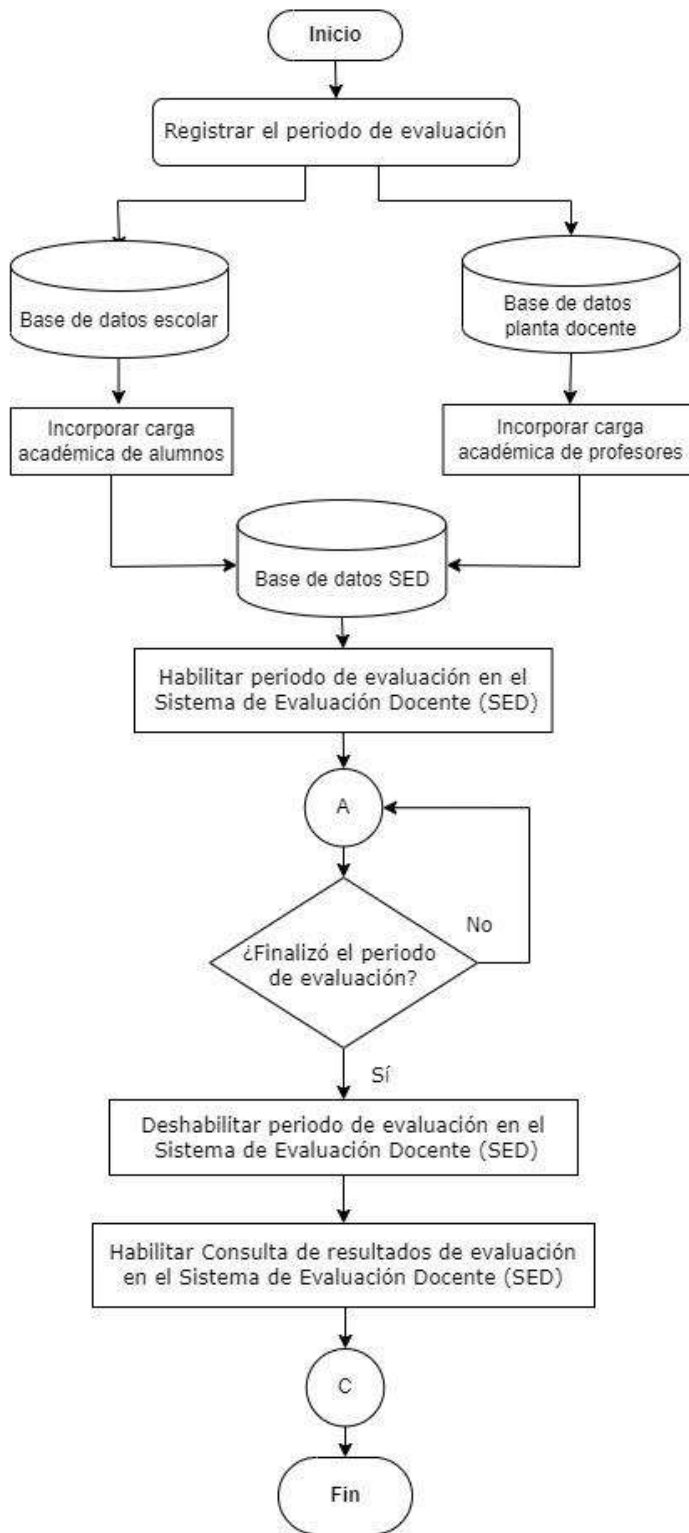 Inicio
Registrar el periodo de evaluación
Base de datos escolar
Base de datos
planta docente
Incorporar carga
académica de alumnos
Incorporar carga
académica de profesores
Base de datos SED
Habilitar periodo de evaluación en el
Sistema de Evaluación Docente (SED)
A
¿Finalizó el periodo
de evaluación?
No
Sí
Deshabilitar periodo de evaluación en el
Sistema de Evaluación Docente (SED)
Habilitar Consulta de resultados de evaluación
en el Sistema de Evaluación Docente (SED)
C
Fin